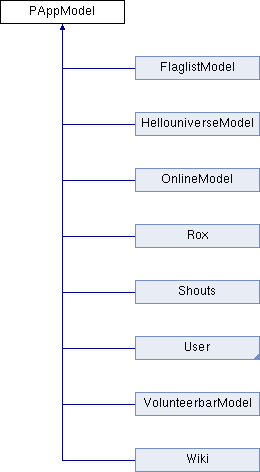 PAppModel
FlaglistModel
HellouniverseModel
OnlineModel
Rox
Shouts
User
VolunteerbarModel
Wiki